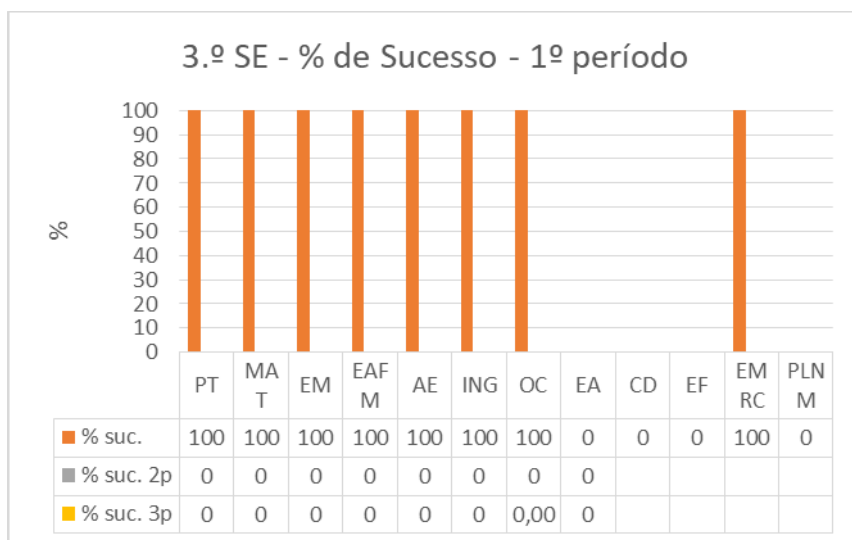 3.º SE - % de Sucesso - 1º período
100
90
80
70
60
50
40
30
20
10
0
%
PT MA EM EAF AE ING OC EA CD EF EM PLN
T M RC M
% suc. 100 100 100 100 100 100 100 0 0 0 100 0
% suc. 2p 0 0 0 0 0 0 0 0
% suc. 3p 0 0 0 0 0 0 0,00 0